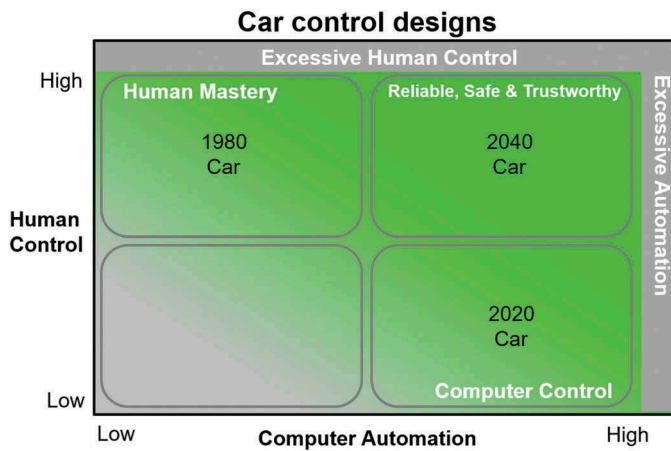 Car control designs
Excessive Human Control
High
Human Mastery
Reliable, Safe & Trustworthy
1980
Car
2040
Car
Excessive Automation
Human
Control
2020
Car
Computer Control
Low
Low
Computer Automation
High